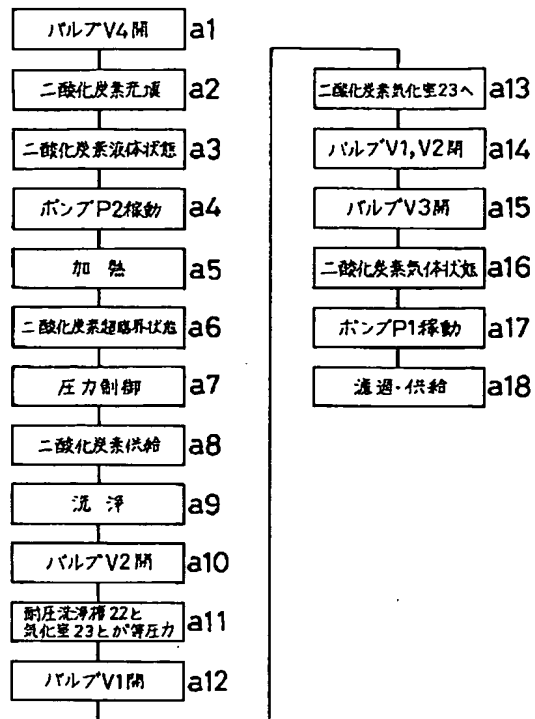 バルブV4開 a1
二酸化炭素充填 a2
二酸化炭素液体状態 a3
ポンプP2稼動 a4
加熱 a5
二酸化炭素超臨界状態 a6
圧力制御 a7
二酸化炭素供給 a8
洗浄 a9
バルブV2開 a10
耐圧洗浄槽22と
気化室23とが等圧力 a11
バルブV1開 a12
二酸化炭素気化室23へ a13
バルブV1,V2閉 a14
バルブV3開 a15
二酸化炭素気体状態 a16
ポンプP1稼動 a17
濾過・供給 a18